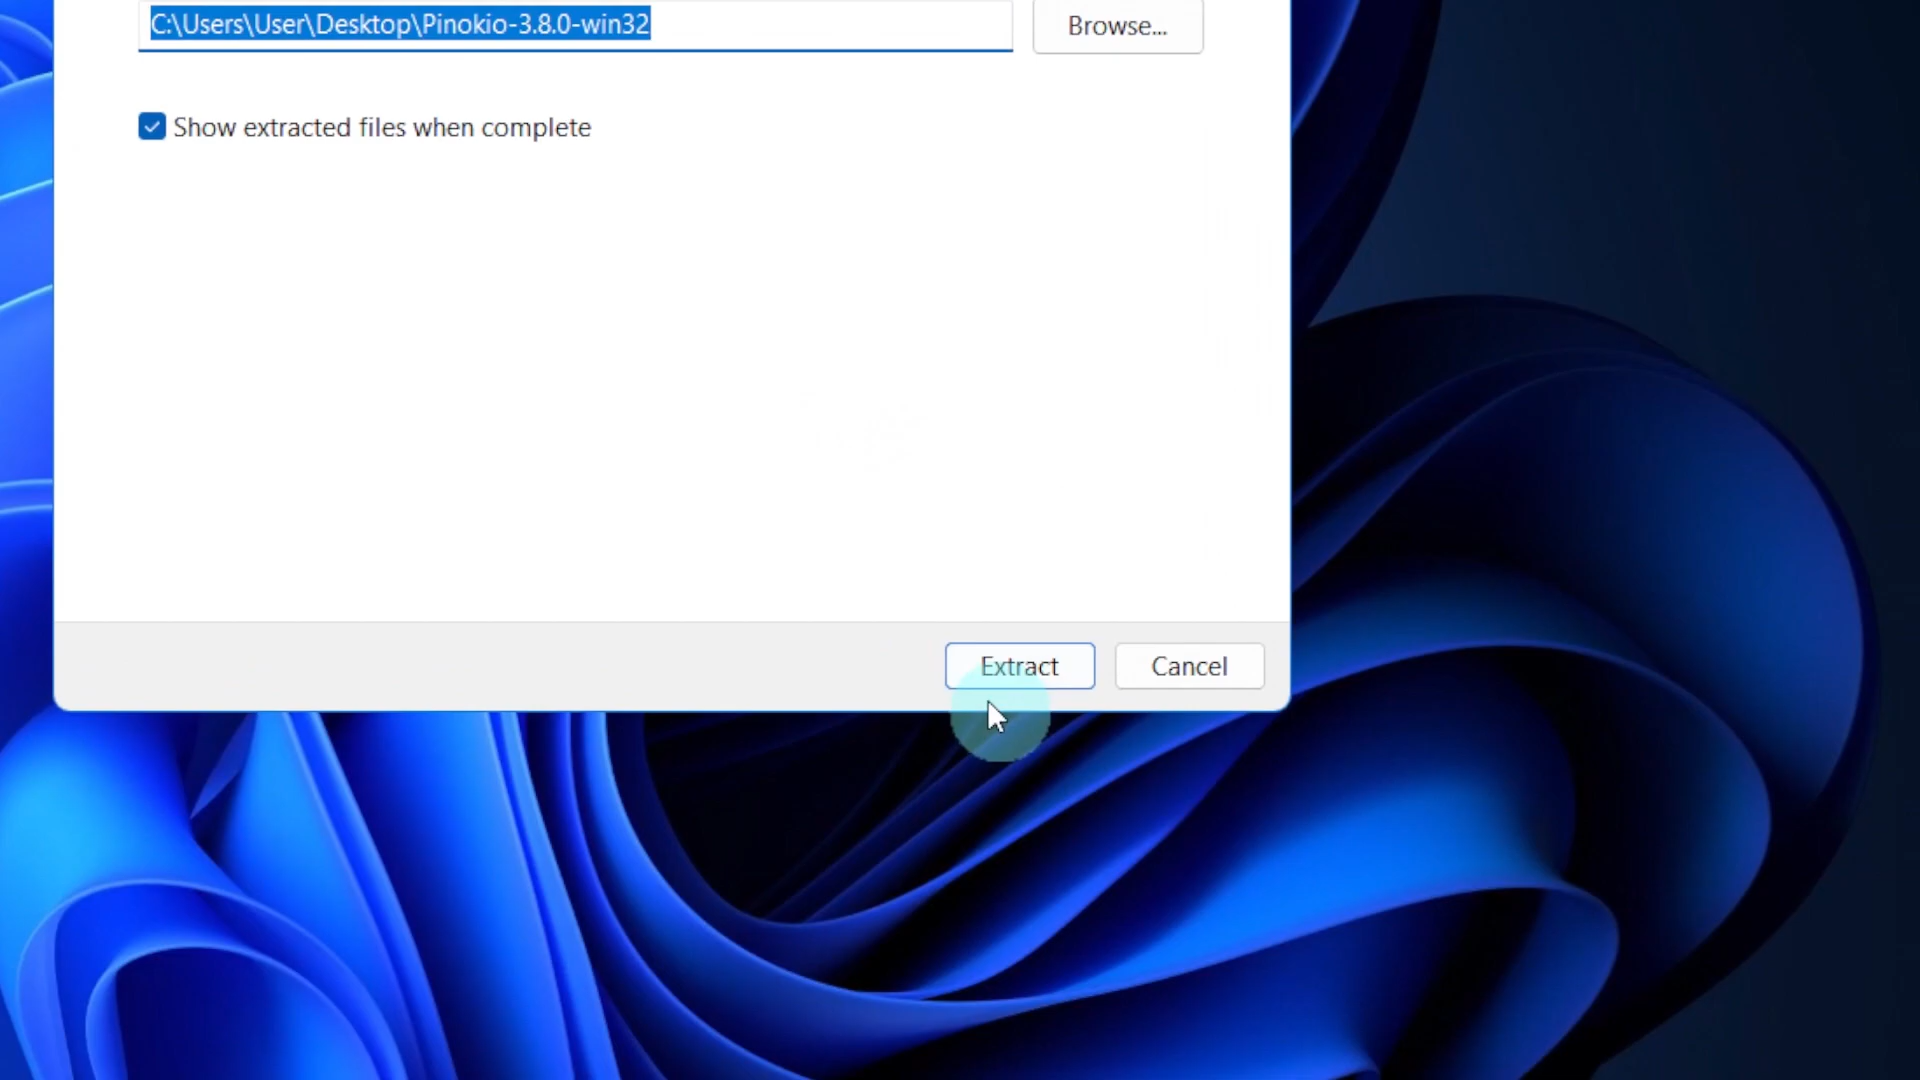 C:\Users\User\Desktop\Pinokio-3.8.0-win32
Browse...
Show extracted files when complete
Extract
Cancel